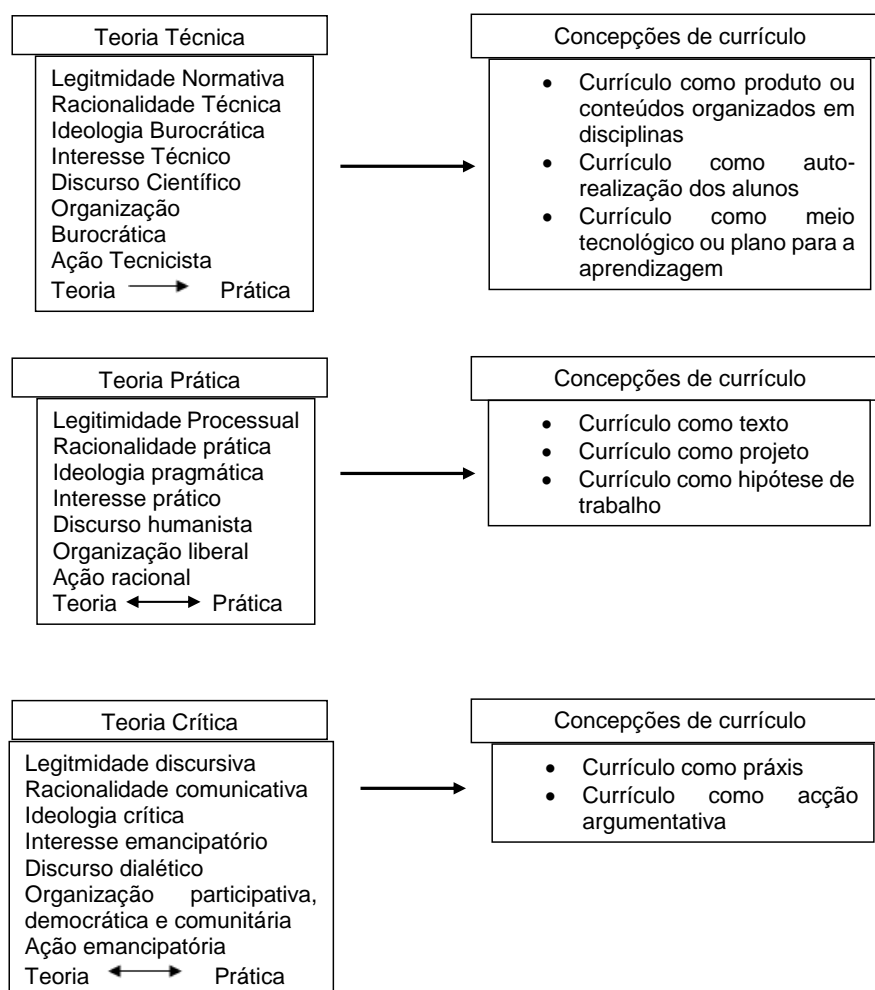 Teoria Técnica
Legitmidade Normativa
Racionalidade Técnica
Ideologia Burocrática
Interesse Técnico
Discurso Científico
Organização
Burocrática
Ação Tecnicista
Teoria Prática
Concepções de currículo
Currículo como produto ou
conteúdos organizados em
disciplinas
Currículo como auto-
realização dos alunos
Currículo como meio
tecnológico ou plano para a
aprendizagem
Teoria Prática
Legitimidade Processual
Racionalidade prática
Ideologia pragmática
Interesse prático
Discurso humanista
Organização liberal
Ação racional
Teoria Prática
Concepções de currículo
Currículo como texto
Currículo como projeto
Currículo como hipótese de
trabalho
Teoria Crítica
Legitmidade discursiva
Racionalidade comunicativa
Ideologia crítica
Interesse emancipatório
Discurso dialético
Organização participativa,
democrática e comunitária
Ação emancipatória
Teoria Prática
Concepções de currículo
Currículo como práxis
Currículo como acção
argumentativa